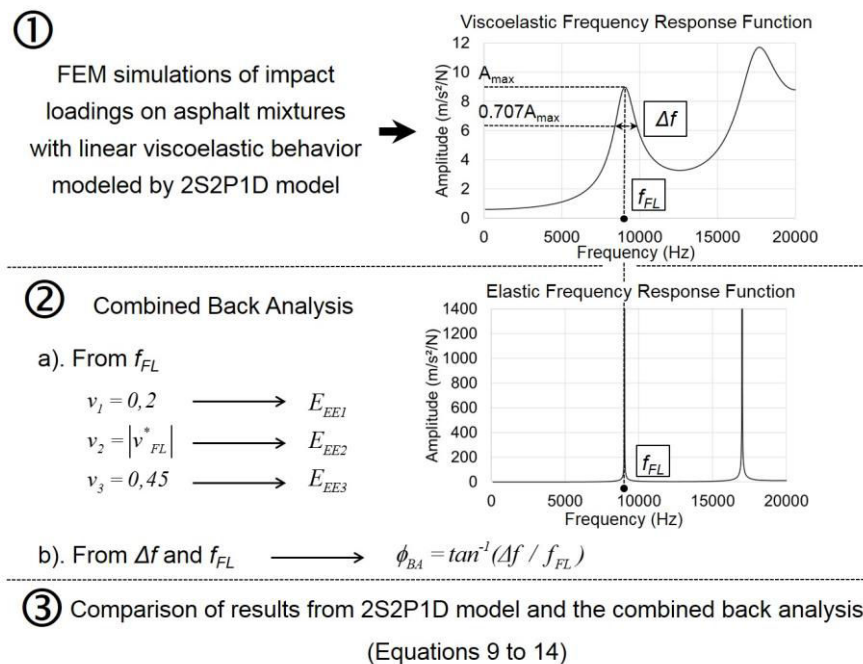 ①
FEM simulations of impact
loadings on asphalt mixtures
with linear viscoelastic behavior
modeled by 2S2P1D model
Viscoelastic Frequency Response Function
Amplitude (m/s²/N)
12
10
8
6
4
2
0
A_max
0.707A_max
Δf
f_FL
0 5000 10000 15000 20000
Frequency (Hz)
②
Combined Back Analysis
a). From f_FL
ν_1 = 0,2 E_EE1
ν_2 = |ν*_FL| E_EE2
ν_3 = 0,45 E_EE3
Elastic Frequency Response Function
Amplitude (m/s²/N)
1400
1200
1000
800
600
400
200
0
f_FL
0 5000 10000 15000 20000
Frequency (Hz)
b). From Δf and f_FL ϕ_BA = tan⁻¹(Δf / f_FL)
③ Comparison of results from 2S2P1D model and the combined back analysis
(Equations 9 to 14)